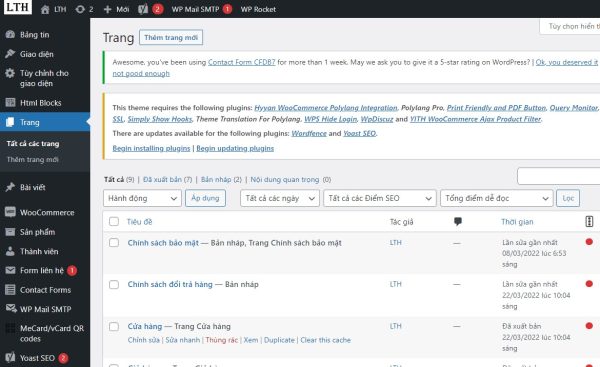 LTH
LTH 2 + Mới 2 WP Mail SMTP 1 WP Rocket
Tùy chọn hiển th
Bảng tin
Giao diện
Tùy chỉnh cho
giao diện
Html Blocks
Trang
Tất cả các trang
Thêm trang mới
Bài viết
WooCommerce
Sản phẩm
Thành viên
Form liên hệ 1
Contact Forms
WP Mail SMTP
MeCard/vCard QR
codes
Yoast SEO 2
Trang Thêm trang mới
Awesome, you've been using Contact Form CFDB7 for more than 1 week. May we ask you to give it a 5-star rating on WordPress? | Ok, you deserved it
not good enough
This theme requires the following plugins: Hyyan WooCommerce Polylang Integration, Polylang Pro, Print Friendly and PDF Button, Query Monitor,
SSL, Simply Show Hooks, Theme Translation For Polylang, WPS Hide Login, WpDiscuz and YITH WooCommerce Ajax Product Filter.
There are updates available for the following plugins: Wordfence and Yoast SEO.
Begin installing plugins | Begin updating plugins
Tất cả (9) | Đã xuất bản (7) | Bản nháp (2) | Nội dung quan trọng (0)
Hành động Áp dụng Tất cả các ngày Tất cả các Điểm SEO Tổng điểm dễ đọc Lọc
Tiêu đề Tác giả Thời gian
Chính sách bảo mật — Bản nháp, Trang Chính sách bảo mật LTH — Lần sửa gần nhất
08/03/2022 lúc 6:53
sáng
Chính sách đổi trả hàng — Bản nháp LTH — Lần sửa gần nhất
22/03/2022 lúc 10:04
sáng
Cửa hàng — Trang Cửa hàng LTH — Đã xuất bản
22/03/2022 lúc 10:04
sáng
Chỉnh sửa | Sửa nhanh | Thùng rác | Xem | Duplicate | Clear this cache